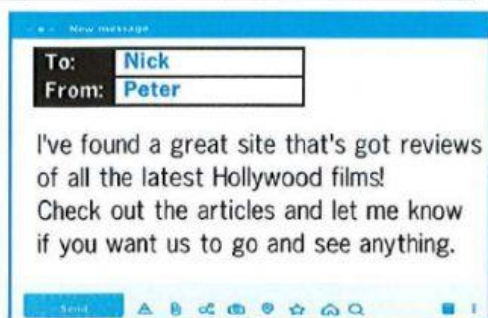 New message
To: Nick
From: Peter
I've found a great site that's got reviews
of all the latest Hollywood films!
Check out the articles and let me know
if you want us to go and see anything.
Send